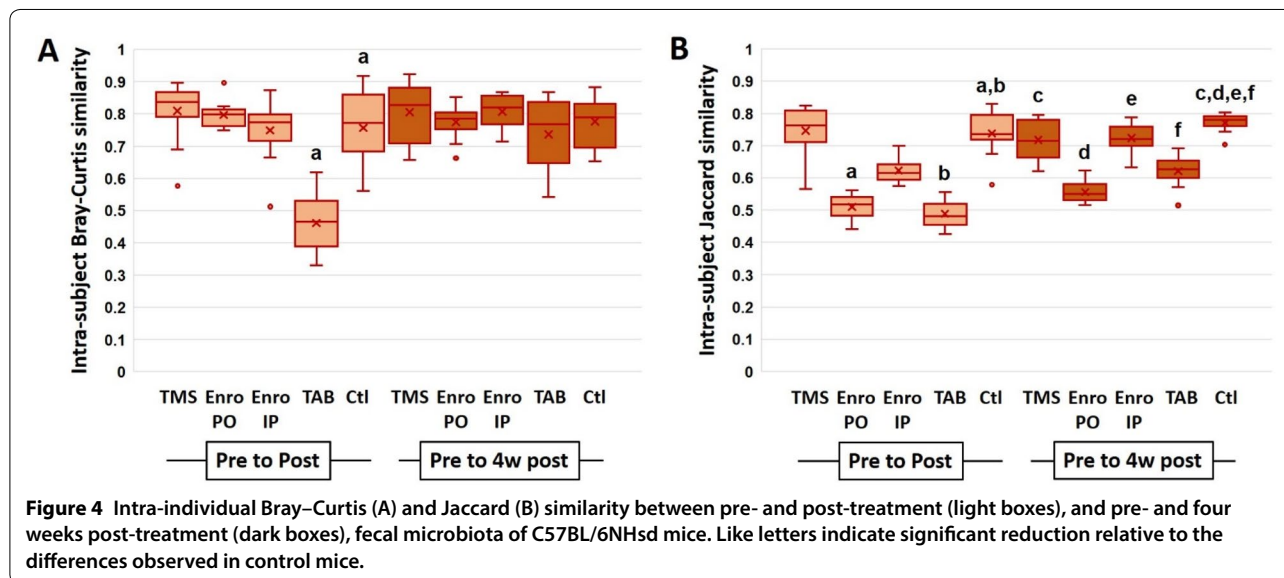 A
Intra-subject Bray-Curtis similarity
1
0.9
0.8
0.7
0.6
0.5
0.4
0.3
0.2
0.1
0
a
a
TMS Enro PO Enro IP TAB Ctl TMS Enro PO Enro IP TAB Ctl
Pre to Post Pre to 4w post
B
Intra-subject Jaccard similarity
1
0.9
0.8
0.7
0.6
0.5
0.4
0.3
0.2
0.1
0
a b a,b c d e f c,d,e,f
TMS Enro PO Enro IP TAB Ctl TMS Enro PO Enro IP TAB Ctl
Pre to Post Pre to 4w post
Figure 4 Intra-individual Bray–Curtis (A) and Jaccard (B) similarity between pre- and post-treatment (light boxes), and pre- and four
weeks post-treatment (dark boxes), fecal microbiota of C57BL/6NHsd mice. Like letters indicate significant reduction relative to the
differences observed in control mice.